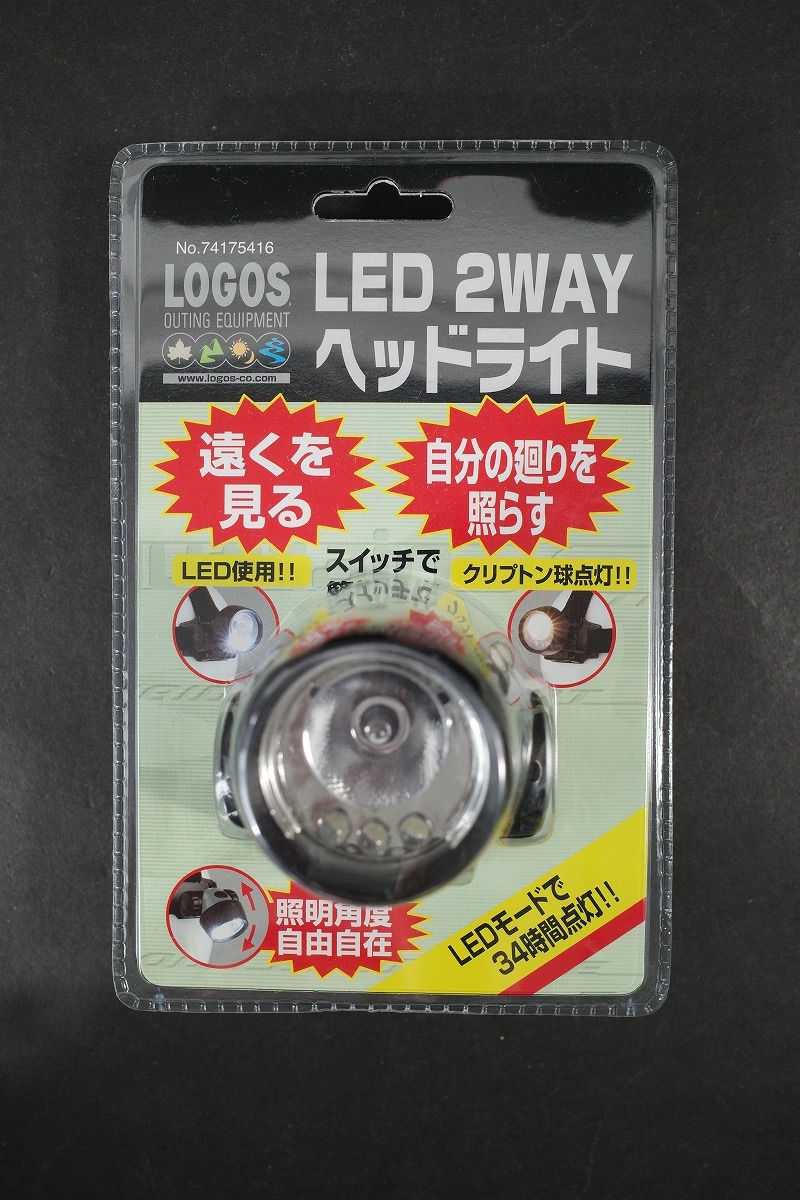 No.74175416
LOGOS
OUTING EQUIPMENT
www.logos-co.com
LED 2WAY
ヘッドライト
遠くを
見る
自分の廻りを
照らす
LED使用!!
スイッチで
クリプトン球点灯!!
照明角度
自由自在
LEDモードで
34時間点灯!!